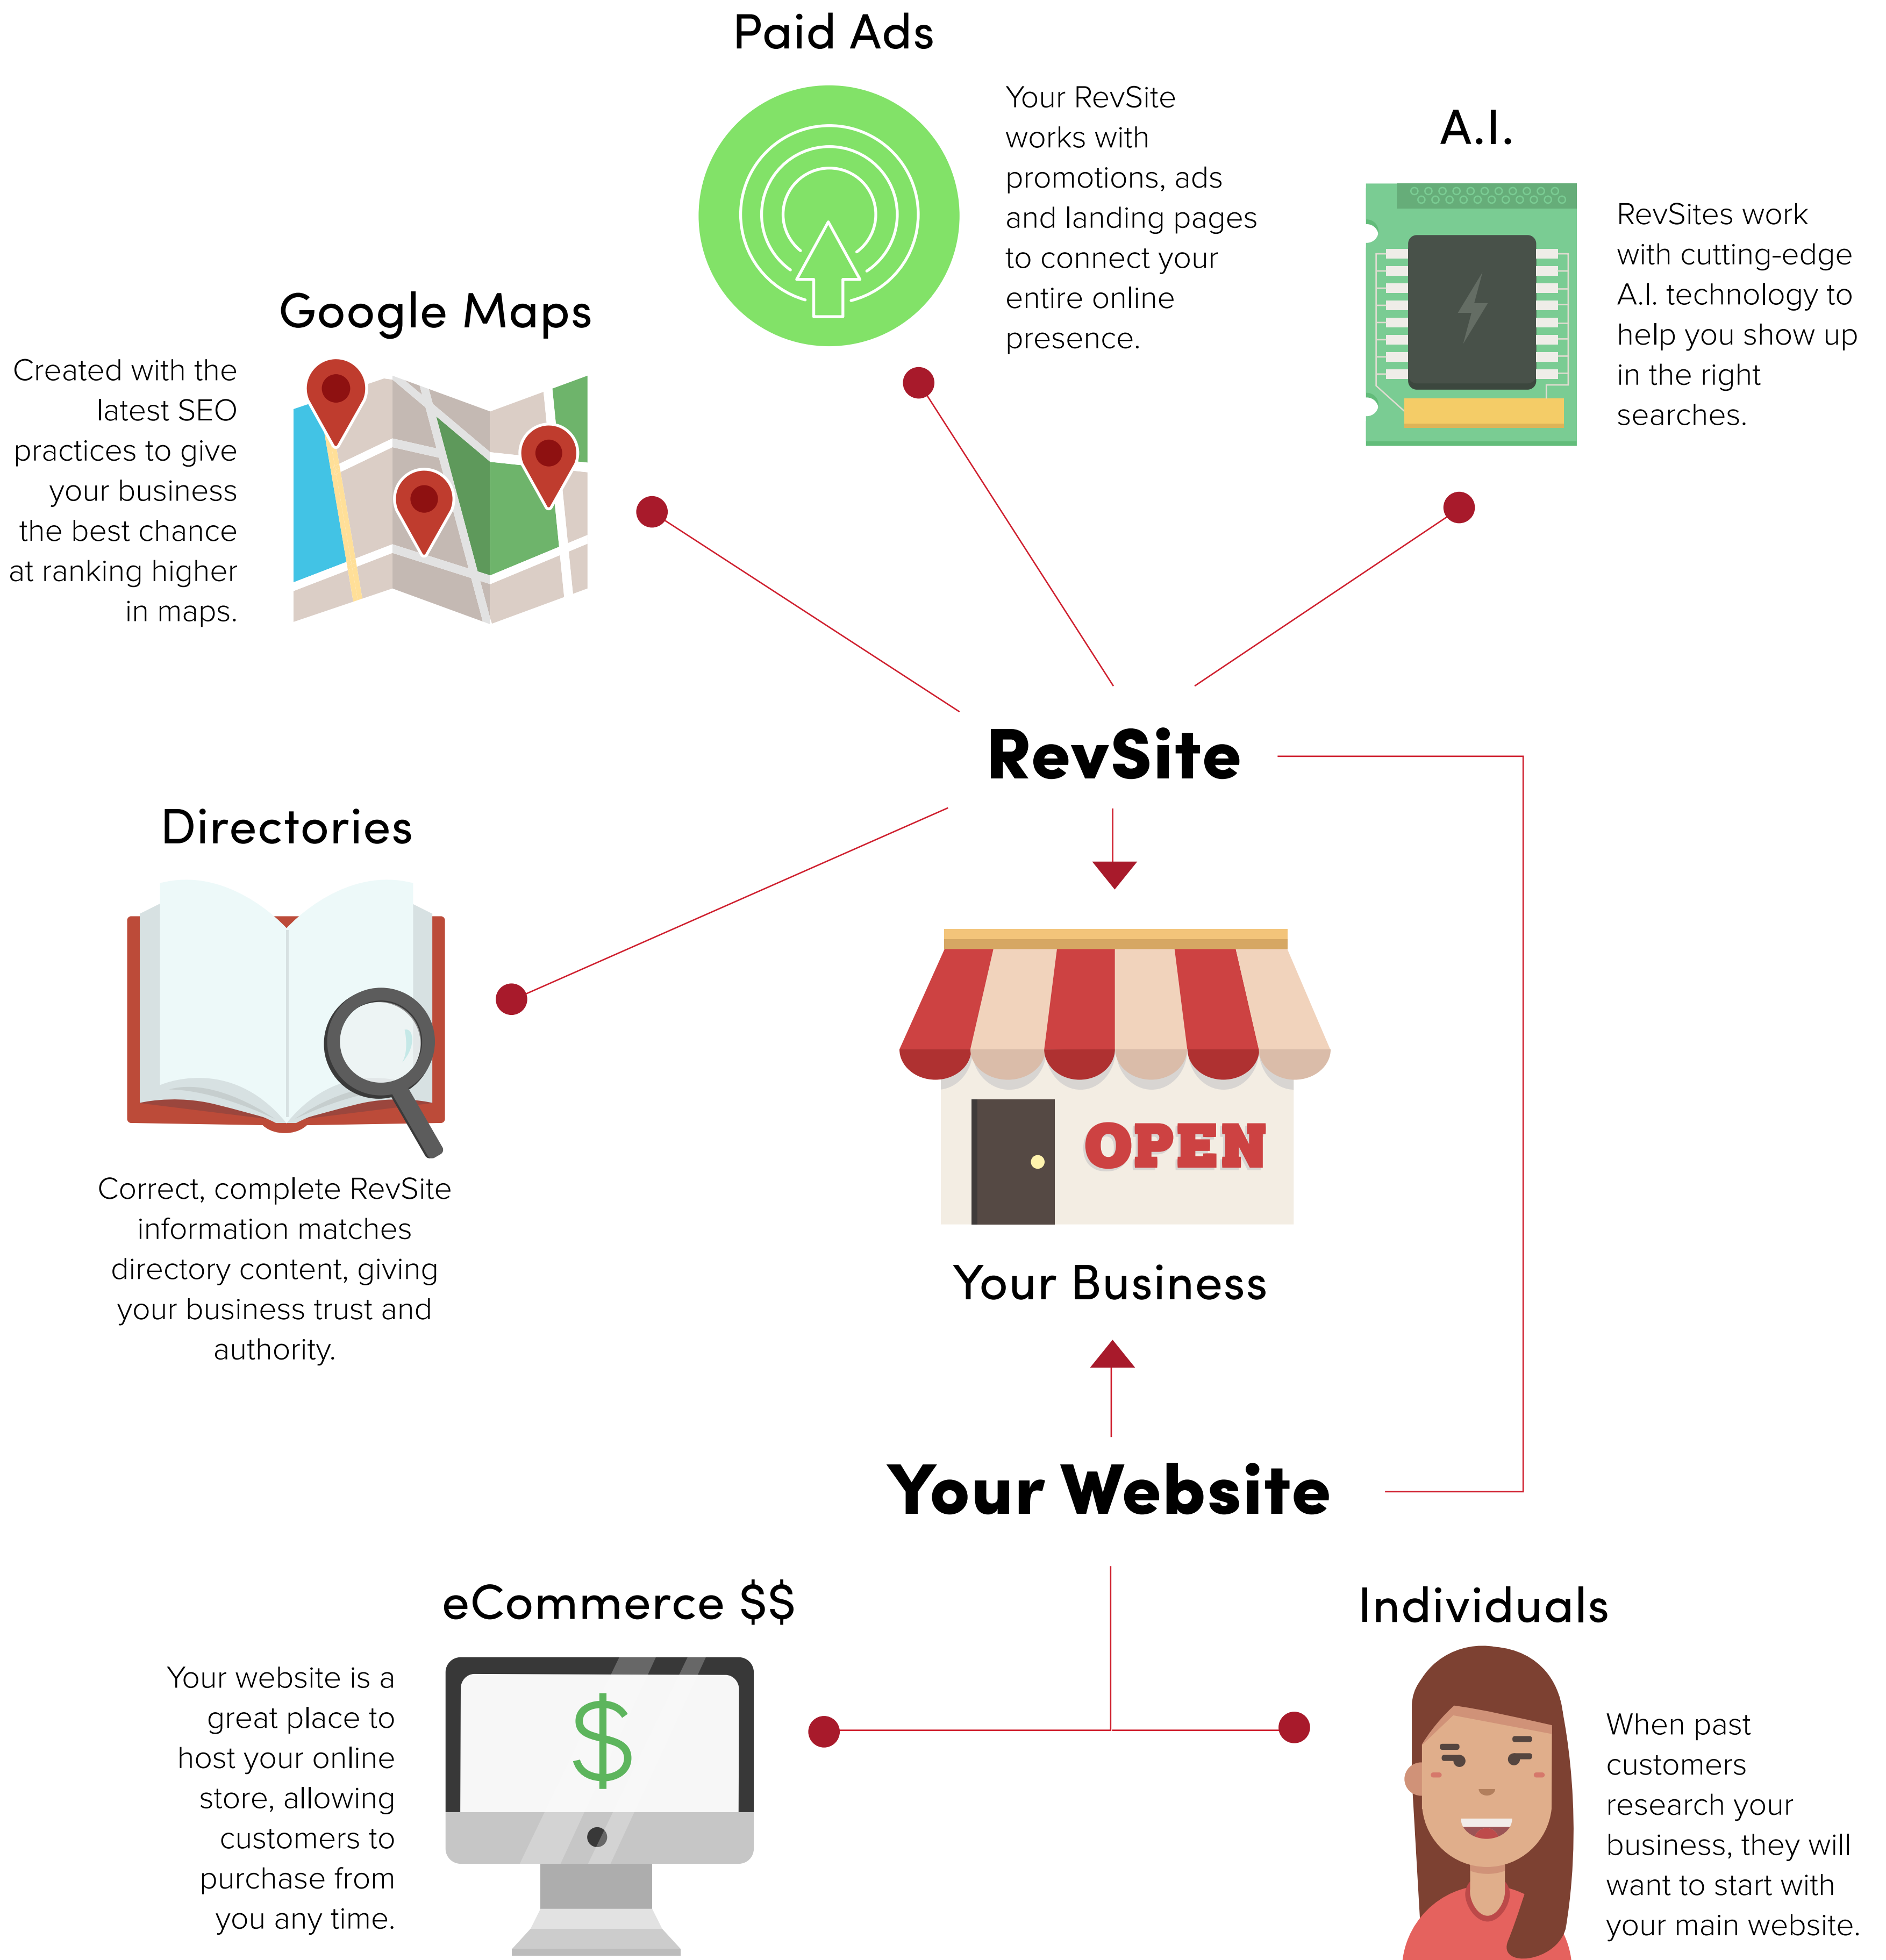 Paid Ads
Your RevSite
works with
promotions, ads
and landing pages
to connect your
entire online
presence.
A.I.
RevSites work
with cutting-edge
A.I. technology to
help you show up
in the right
searches.
Google Maps
Created with the
latest SEO
practices to give
your business
the best chance
at ranking higher
in maps.
RevSite
Directories
Correct, complete RevSite
information matches
directory content, giving
your business trust and
authority.
OPEN
Your Business
Your Website
eCommerce $$
Your website is a
great place to
host your online
store, allowing
customers to
purchase from
you any time.
$
Individuals
When past
customers
research your
business, they will
want to start with
your main website.